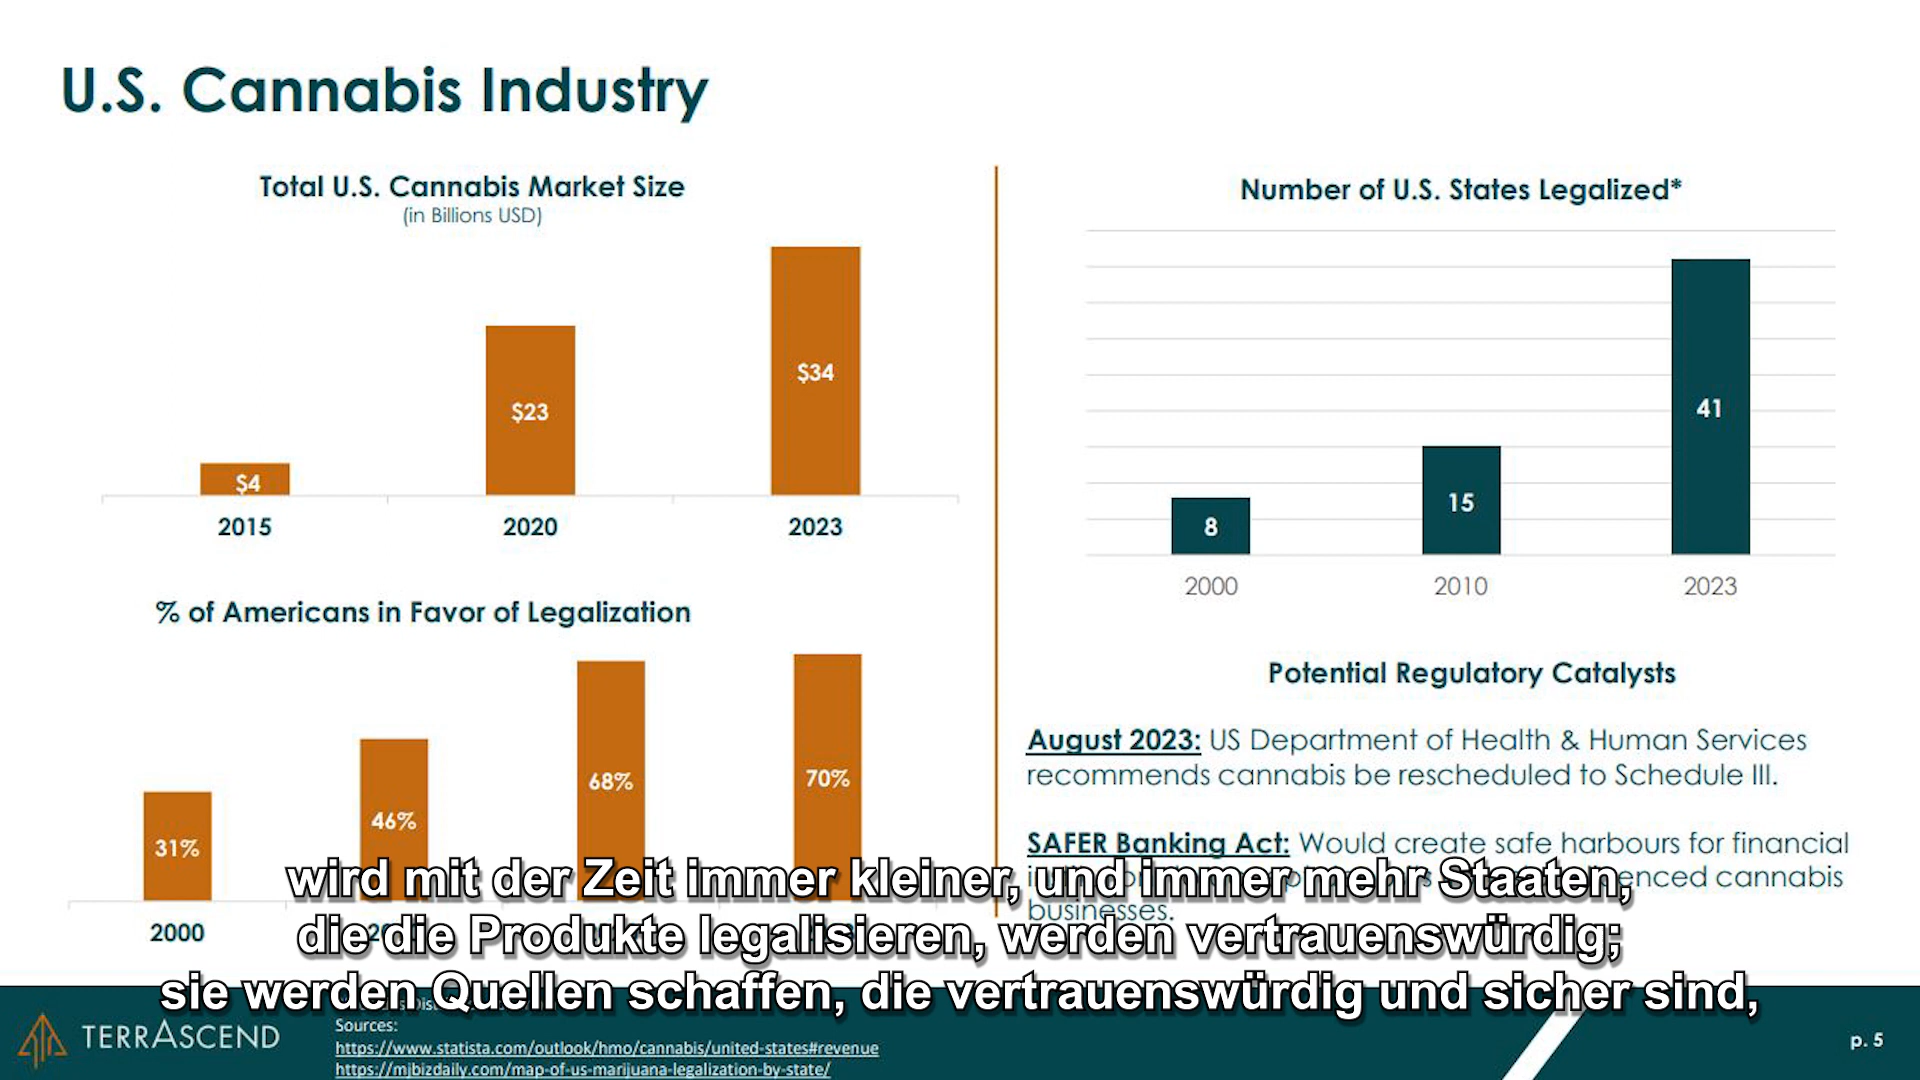 U.S. Cannabis Industry
Total U.S. Cannabis Market Size
(in Billions USD)
$4
$23
$34
2015
2020
2023
% of Americans in Favor of Legalization
31%
46%
68%
70%
2000
Number of U.S. States Legalized*
8
15
41
2000
2010
2023
Potential Regulatory Catalysts
August 2023: US Department of Health & Human Services
recommends cannabis be rescheduled to Schedule III.
SAFER Banking Act: Would create safe harbours for financial
cannabis
businesses.
wird mit der Zeit immer kleiner, und immer mehr Staaten,
die die Produkte legalisieren, werden vertrauenswürdig;
sie werden Quellen schaffen, die vertrauenswürdig und sicher sind,
TERRASCEND
Sources:
https://www.statista.com/outlook/hmo/cannabis/united-states#revenue
https://mjbizdaily.com/map-of-us-marijuana-legalization-by-state/
p. 5